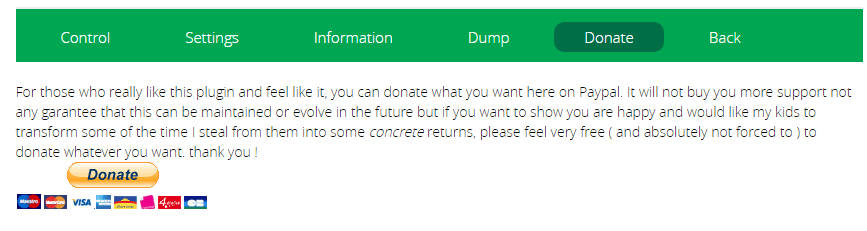 Control Settings Information Dump Donate Back
For those who really like this plugin and feel like it, you can donate what you want here on Paypal. It will not buy you more support not
any garantee that this can be maintained or evolve in the future but if you want to show you are happy and would like my kids to
transform some of the time I steal from them into some concrete returns, please feel very free ( and absolutely not forced to ) to
donate whatever you want. thank you !
Donate
Maestro MasterCard VISA